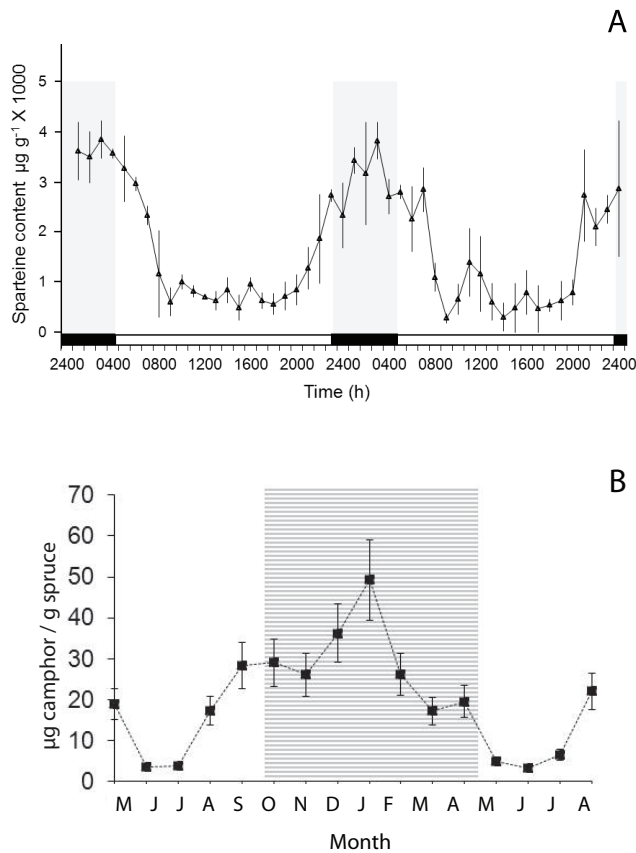 A
5
4
3
2
1
0
Sparteine content µg g-1 X 1000
2400 0400 0800 1200 1600 2000 2400 0400 0800 1200 1600 2000 2400
Time (h)
B
70
60
50
40
30
20
10
0
µg camphor / g spruce
M J J A S O N D J F M A M J J A
Month